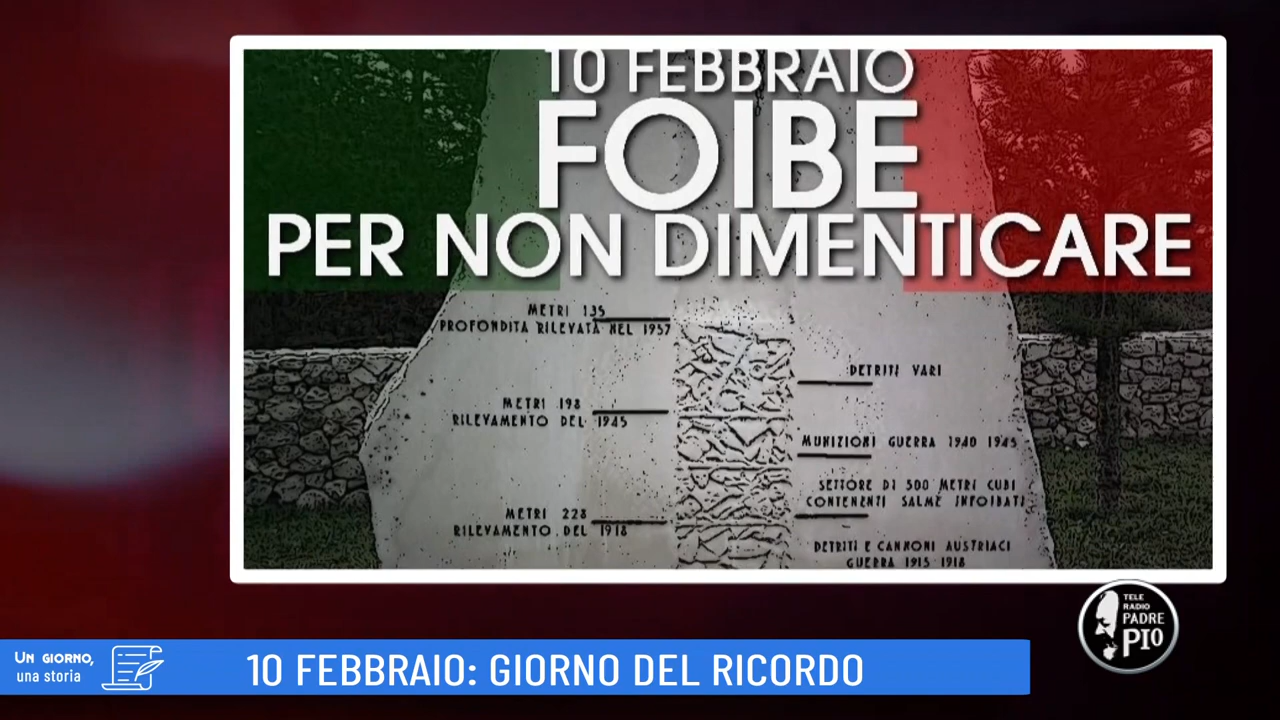 10 FEBBRAIO
FOIBE
PER NON DIMENTICARE
METRI 135
PROFONDITÀ RILEVATA NEL 1957
DETRITI VARI
METRI 198
RILEVAMENTO DEL 1945
MUNIZIONI GUERRA 1940 1945
SETTORE DI 500 METRI CUBI
CONTENENTI SALME INFOIBATI
METRI 228
RILEVAMENTO DEL 1918
DETRITI E CANNONI AUSTRIACI
GUERRA 1915 1918
TELE
RADIO
PADRE
PIO
UN GIORNO,
una storia
10 FEBBRAIO: GIORNO DEL RICORDO